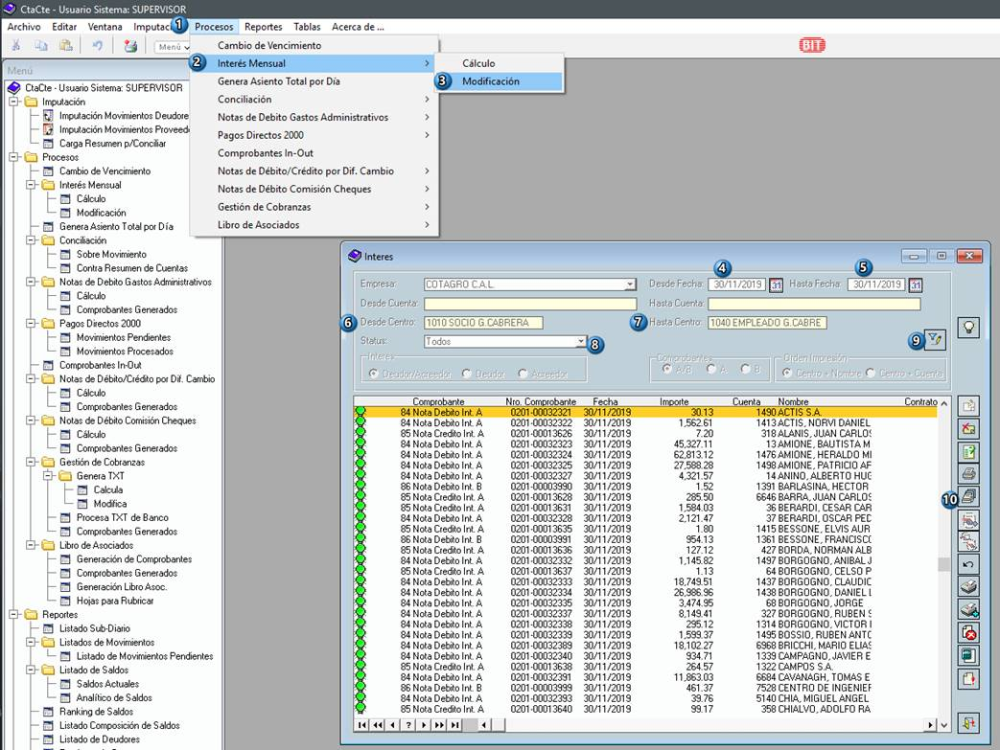 CtaCte - Usuario Sistema: SUPERVISOR
Archivo Editar Ventana Imputaci 1 Procesos Reportes Tablas Acerca de ...
Menú
BIT
Cambio de Vencimiento
2 Interés Mensual
Genera Asiento Total por Día
Conciliación
Notas de Debito Gastos Administrativos
Pagos Directos 2000
Comprobantes In-Out
Notas de Débito/Crédito por Dif. Cambio
Notas de Débito Comisión Cheques
Gestión de Cobranzas
Libro de Asociados
Cálculo
3 Modificación
Menú
CtaCte - Usuario Sistema: SUPERVISOR
Imputación
Imputación Movimientos Deudore
Imputación Movimientos Proveed
Carga Resumen p/Conciliar
Procesos
Cambio de Vencimiento
Interés Mensual
Cálculo
Modificación
Genera Asiento Total por Día
Conciliación
Sobre Movimiento
Contra Resumen de Cuentas
Notas de Debito Gastos Administrativos
Cálculo
Comprobantes Generados
Pagos Directos 2000
Movimientos Pendientes
Movimientos Procesados
Comprobantes In-Out
Notas de Débito/Crédito por Dif. Cambio
Cálculo
Comprobantes Generados
Notas de Débito Comisión Cheques
Cálculo
Comprobantes Generados
Gestión de Cobranzas
Genera TXT
Calcula
Modifica
Procesa TXT de Banco
Comprobantes Generados
Libro de Asociados
Generación de Comprobantes
Comprobantes Generados
Generación Libro Asoc.
Hojas para Rubricar
Reportes
Listado Sub-Diario
Listados de Movimientos
Listado de Movimientos Pendientes
Listado de Saldos
Saldos Actuales
Analítico de Saldos
Ranking de Saldos
Listado Composición de Saldos
Listado de Deudores
Interes
4 5
Empresa: COTAGRO C.A.L. Desde Fecha: 30/11/2019 31 Hasta Fecha: 30/11/2019 31
Desde Cuenta: Hasta Cuenta:
6 Desde Centro: 1010 SOCIO G.CABRERA 7 Hasta Centro: 1040 EMPLEADO G.CABRE
Status: Todos 8 9
Interes Comprobantes Orden Impresión
Deudor/Acreedor Deudor Acreedor A/B A B Centro + Nombre Centro + Cuenta
Comprobante Nro. Comprobante Fecha Importe Cuenta Nombre Contrato
84 Nota Debito Int. A 0201-00032321 30/11/2019 30.13 1490 ACTIS S.A.
84 Nota Debito Int. A 0201-00032322 30/11/2019 1,562.61 1413 ACTIS, NORVI DANIEL
85 Nota Credito Int. A 0201-00013626 30/11/2019 7.20 318 ALANIS, JUAN CARLOS
84 Nota Debito Int. A 0201-00032323 30/11/2019 45,327.11 13 AMIONE, BAUTISTA M
84 Nota Debito Int. A 0201-00032324 30/11/2019 62,813.12 1476 AMIONE, HERALDO MI
84 Nota Debito Int. A 0201-00032325 30/11/2019 27,588.28 1498 AMIONE, PATRICIO AF
84 Nota Debito Int. A 0201-00032327 30/11/2019 4,321.57 14 ANINO, ALBERTO HUG
86 Nota Debito Int. B 0201-00003990 30/11/2019 1.52 1391 BARLASINA, HECTOR
85 Nota Credito Int. A 0201-00013628 30/11/2019 285.50 6646 BARRA, JUAN CARLOS
84 Nota Debito Int. A 0201-00013631 30/11/2019 1,584.03 36 BERARDI, CESAR CAR
84 Nota Debito Int. A 0201-00032328 30/11/2019 2,121.47 37 BERARDI, OSCAR PED
85 Nota Credito Int. A 0201-00013635 30/11/2019 1.80 1415 BESSONE, ELVIS AUR
86 Nota Debito Int. B 0201-00003991 30/11/2019 954.13 1361 BESSONE, FRANCISCO
85 Nota Credito Int. A 0201-00013636 30/11/2019 127.12 427 BORDA, NORMAN ALB
84 Nota Debito Int. A 0201-00032332 30/11/2019 1,145.82 1497 BORGOGNO, ANIBAL J
85 Nota Credito Int. A 0201-00013637 30/11/2019 1.13 64 BORGOGNO, CELSO P
84 Nota Debito Int. A 0201-00032333 30/11/2019 18,749.51 1437 BORGOGNO, CLAUDIO
84 Nota Debito Int. A 0201-00032334 30/11/2019 26,986.96 1438 BORGOGNO, DANIEL L
84 Nota Debito Int. A 0201-00032335 30/11/2019 3,474.95 68 BORGOGNO, JORGE
84 Nota Debito Int. A 0201-00032337 30/11/2019 8,149.41 327 BORGOGNO, RUBEN S
84 Nota Debito Int. A 0201-00032338 30/11/2019 295.12 1314 BORGOGNO, VICTOR I
84 Nota Debito Int. A 0201-00032339 30/11/2019 1,599.37 1495 BOSSIO, RUBEN ANTO
84 Nota Debito Int. A 0201-00032389 30/11/2019 18,102.27 6968 BRICCHI, MARIO ELIAS
84 Nota Debito Int. A 0201-00032340 30/11/2019 934.71 1339 CAMPAGNO, JAVIER E
85 Nota Credito Int. A 0201-00013638 30/11/2019 264.57 1322 CAMPOS S.A.
84 Nota Debito Int. A 0201-00032391 30/11/2019 11,863.03 6684 CAVANAGH, TOMAS E
86 Nota Debito Int. B 0201-00003999 30/11/2019 461.37 7528 CENTRO DE INGENIER
84 Nota Debito Int. A 0201-00032393 30/11/2019 39.76 5140 CHIA, MIGUEL ANGEL
85 Nota Credito Int. A 0201-00013640 30/11/2019 99.17 358 CHIALVO, ADOLFO RA
10